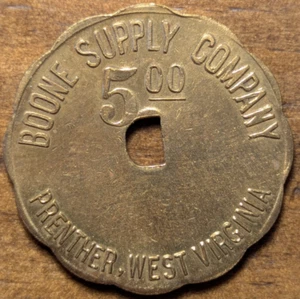 BOONE SUPPLY COMPANY
5 00
PRENTHER, WEST VIRGINIA